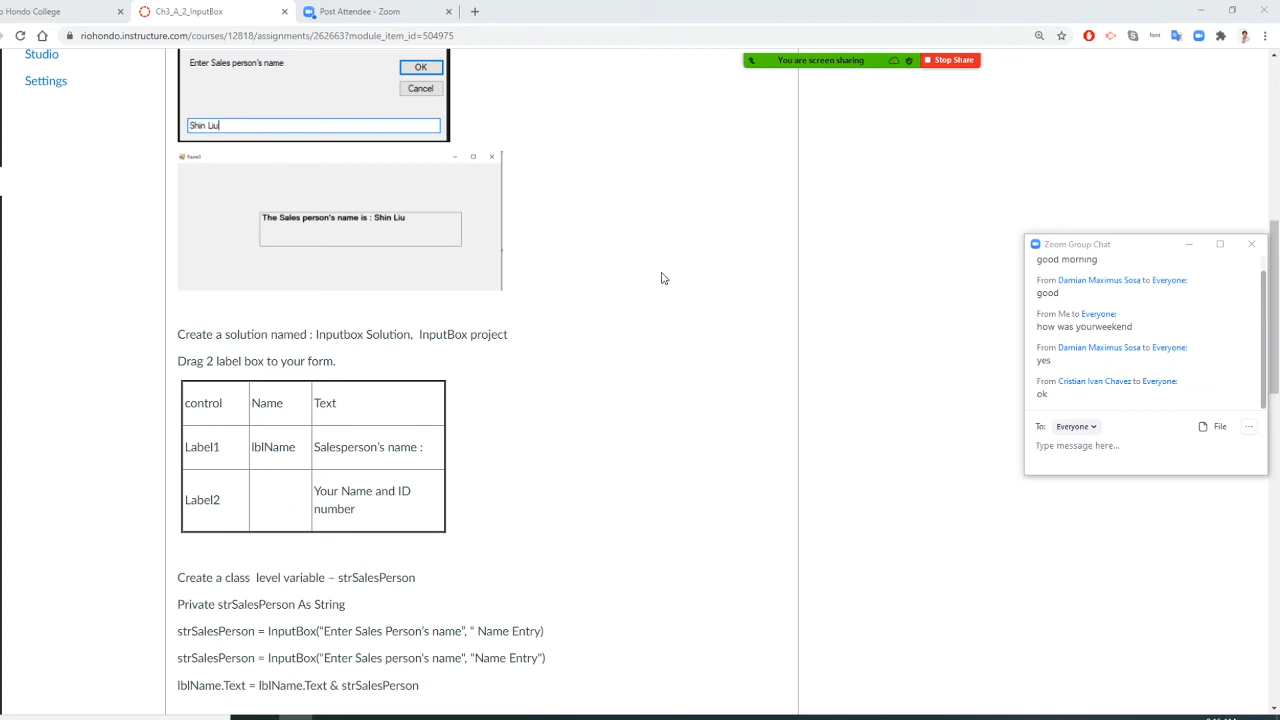 o Hondo College
Ch3_A_2_InputBox
Post Attendee - Zoom
riohondo.instructure.com/courses/12818/assignments/262663?module_item_id=504975
Studio
Settings
Enter Sales person's name
OK
Cancel
Shin Liu
You are screen sharing
Stop Share
Form1
The Sales person's name is : Shin Liu
Create a solution named : Inputbox Solution, InputBox project
Drag 2 label box to your form.
control Name Text
Label1 lblName Salesperson's name :
Label2 Your Name and ID
number
Create a class level variable – strSalesPerson
Private strSalesPerson As String
strSalesPerson = InputBox("Enter Sales Person's name", " Name Entry)
strSalesPerson = InputBox("Enter Sales person's name", "Name Entry")
lblName.Text = lblName.Text & strSalesPerson
Zoom Group Chat
good morning
From Damian Maximus Sosa to Everyone:
good
From Me to Everyone:
how was yourweekend
From Damian Maximus Sosa to Everyone:
yes
From Cristian Ivan Chavez to Everyone:
ok
To: Everyone File
Type message here...